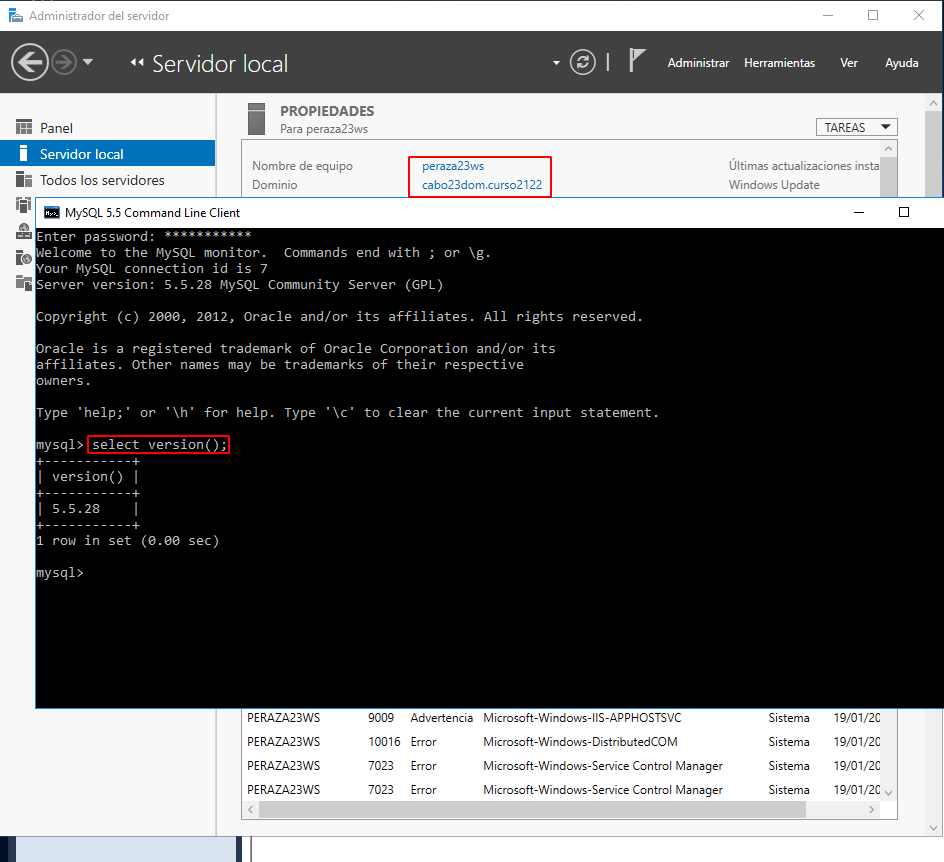 Administrador del servidor
Servidor local
Administrar Herramientas Ver Ayuda
Panel
Servidor local
Todos los servidores
PROPIEDADES
Para peraza23ws
TAREAS
Nombre de equipo peraza23ws Últimas actualizaciones insta
Dominio cabo23dom.curso2122 Windows Update
MySQL 5.5 Command Line Client
Enter password: ***********
Welcome to the MySQL monitor.  Commands end with ; or \g.
Your MySQL connection id is 7
Server version: 5.5.28 MySQL Community Server (GPL)
Copyright (c) 2000, 2012, Oracle and/or its affiliates. All rights reserved.
Oracle is a registered trademark of Oracle Corporation and/or its
affiliates. Other names may be trademarks of their respective
owners.
Type 'help;' or '\h' for help. Type '\c' to clear the current input statement.
mysql> select version();
+-----------+
| version() |
+-----------+
| 5.5.28    |
+-----------+
1 row in set (0.00 sec)
mysql>
PERAZA23WS 9009 Advertencia Microsoft-Windows-IIS-APPHOSTSVC Sistema 19/01/20
PERAZA23WS 10016 Error Microsoft-Windows-DistributedCOM Sistema 19/01/20
PERAZA23WS 7023 Error Microsoft-Windows-Service Control Manager Sistema 19/01/20
PERAZA23WS 7023 Error Microsoft-Windows-Service Control Manager Sistema 19/01/20